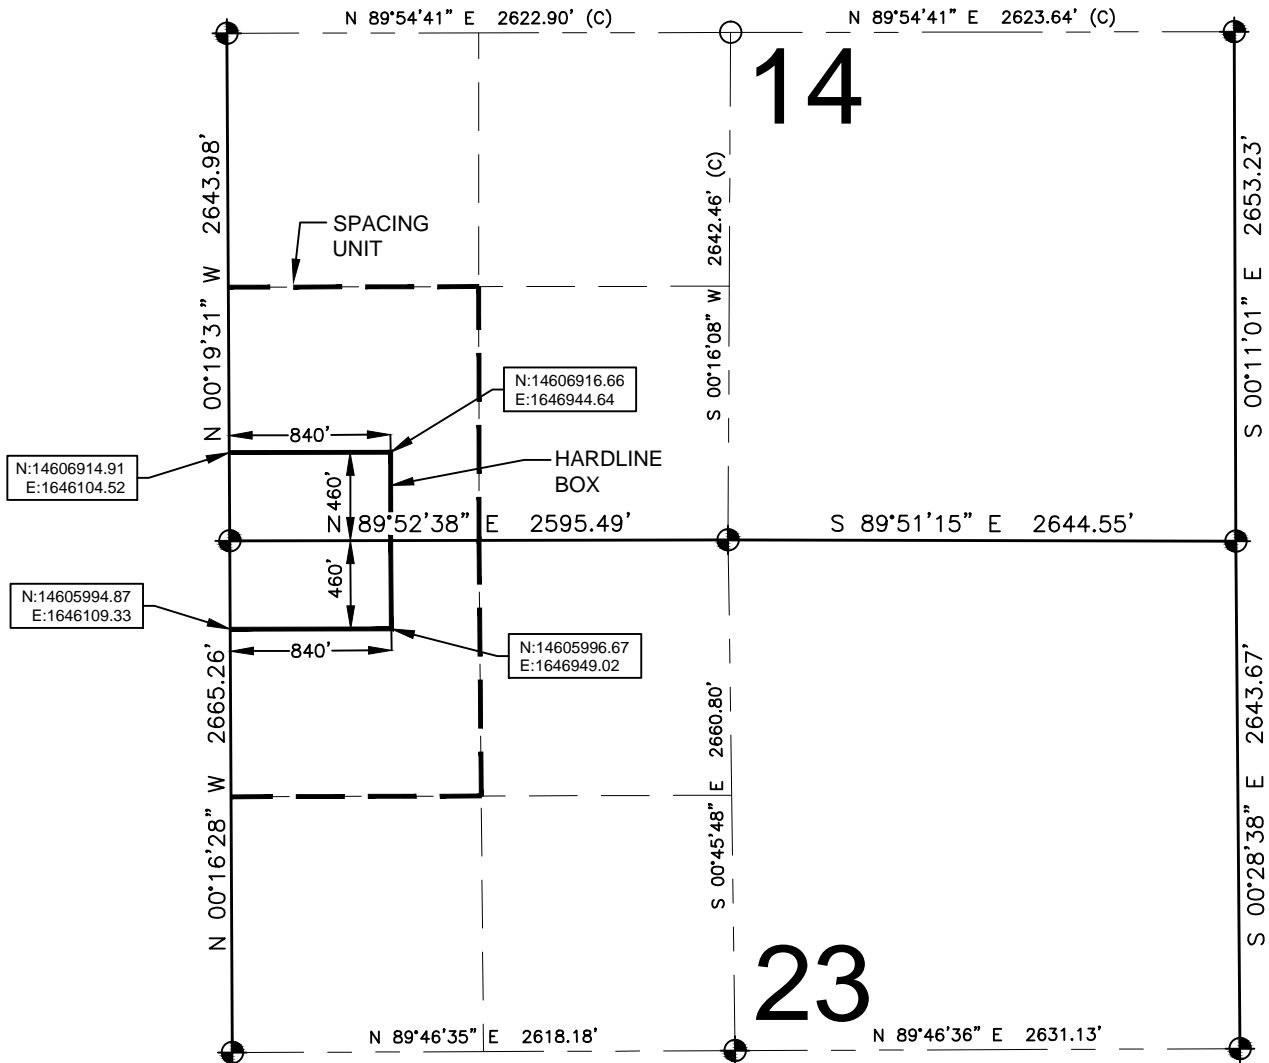 N 89°54'41" E 2622.90' (C)
N 89°54'41" E 2623.64' (C)
14
N 00°19'31" W 2643.98'
S 00°16'08" W 2642.46' (C)
S 00°11'01" E 2653.23'
SPACING
UNIT
N:14606916.66
E:1646944.64
840'
N:14606914.91
E:1646104.52
HARDLINE
BOX
460'
N 89°52'38" E 2595.49'
S 89°51'15" E 2644.55'
460'
N:14605994.87
E:1646109.33
840'
N:14605996.67
E:1646949.02
N 00°16'28" W 2665.26'
S 00°45'48" E 2660.80'
S 00°28'38" E 2643.67'
23
N 89°46'35" E 2618.18'
N 89°46'36" E 2631.13'